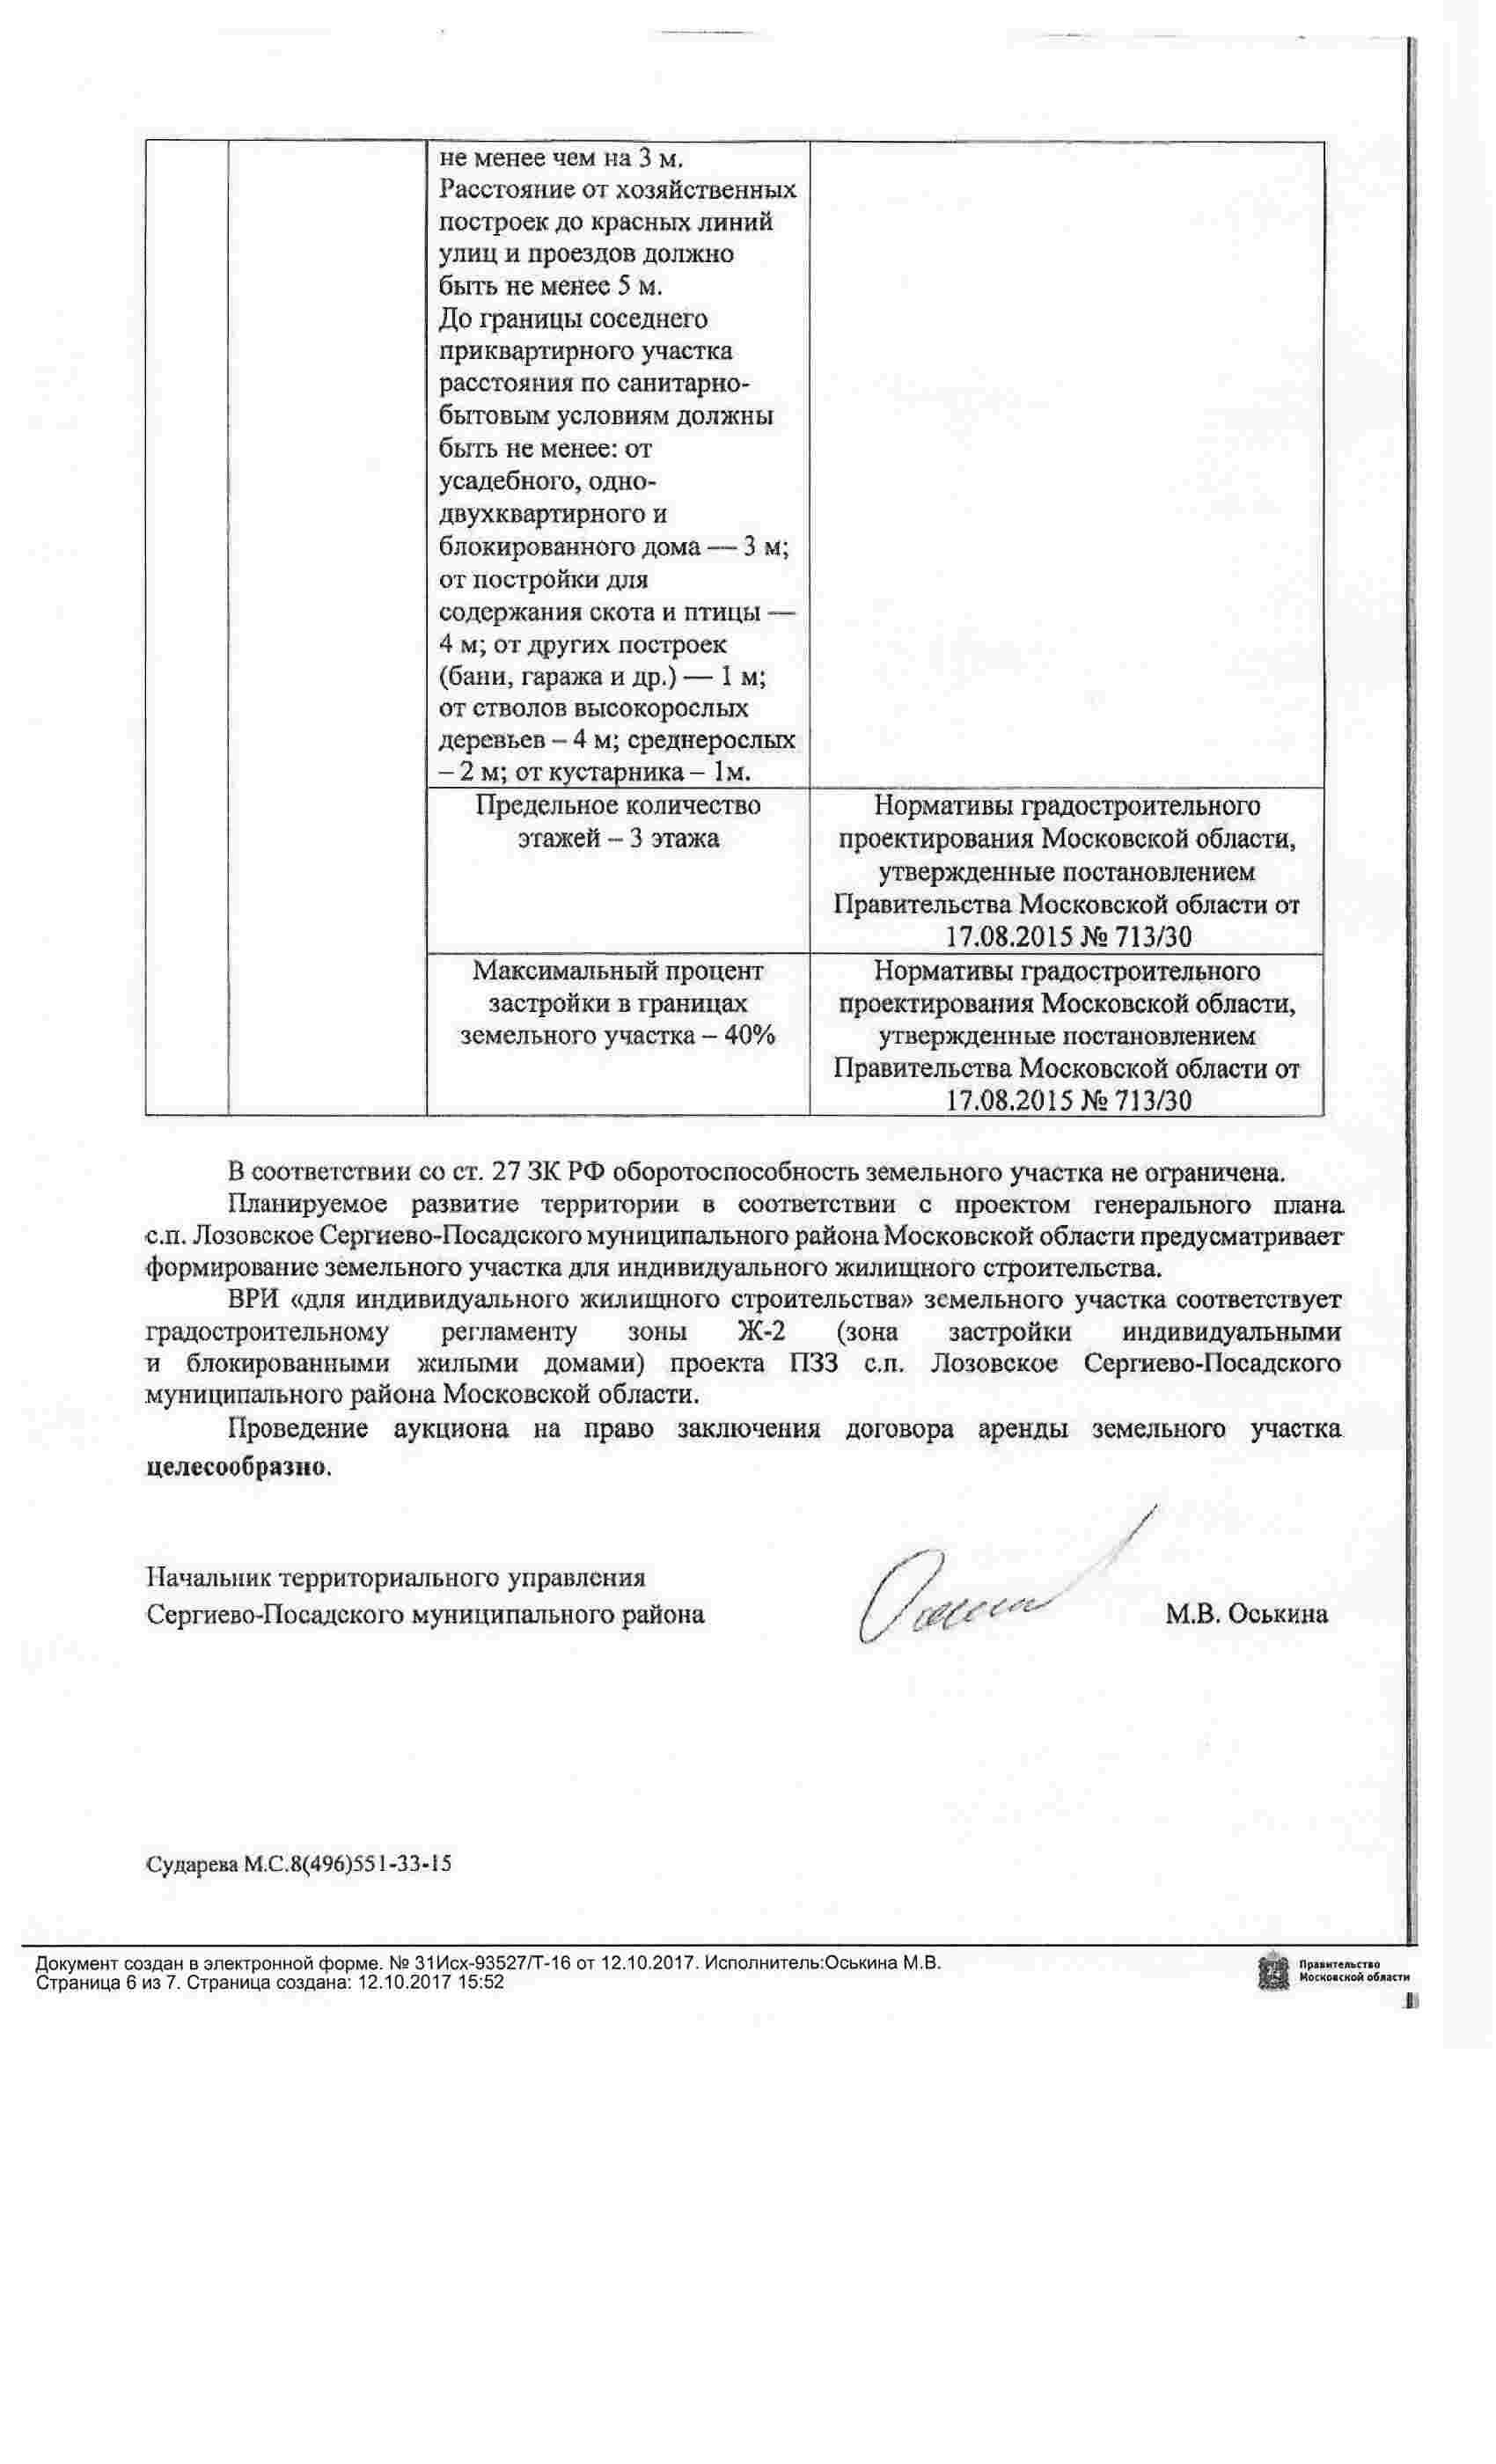 не менее чем на 3 м.
Расстояние от хозяйственных
построек до красных линий
улиц и проездов должно
быть не менее 5 м.
До границы соседнего
приквартирного участка
расстояния по санитарно-
бытовым условиям должны
быть не менее: от
усадебного, одно-
двухквартирного и
блокированного дома — 3 м;
от постройки для
содержания скота и птицы —
4 м; от других построек
(бани, гаража и др.) — 1 м;
от стволов высокорослых
деревьев – 4 м; среднерослых
– 2 м; от кустарника – 1м.
Предельное количество
этажей – 3 этажа
Нормативы градостроительного
проектирования Московской области,
утвержденные постановлением
Правительства Московской области от
17.08.2015 № 713/30
Максимальный процент
застройки в границах
земельного участка – 40%
Нормативы градостроительного
проектирования Московской области,
утвержденные постановлением
Правительства Московской области от
17.08.2015 № 713/30
В соответствии со ст. 27 ЗК РФ оборотоспособность земельного участка не ограничена.
Планируемое развитие территории в соответствии с проектом генерального плана
с.п. Лозовское Сергиево-Посадского муниципального района Московской области предусматривает
формирование земельного участка для индивидуального жилищного строительства.
ВРИ «для индивидуального жилищного строительства» земельного участка соответствует
градостроительному регламенту зоны Ж-2 (зона застройки индивидуальными
и блокированными жилыми домами) проекта ПЗЗ с.п. Лозовское Сергиево-Посадского
муниципального района Московской области.
Проведение аукциона на право заключения договора аренды земельного участка
целесообразно.
Начальник территориального управления
Сергиево-Посадского муниципального района
М.В. Оськина
Сударева М.С.8(496)551-33-15
Документ создан в электронной форме. № 31Исх-93527/Т-16 от 12.10.2017. Исполнитель:Оськина М.В.
Страница 6 из 7. Страница создана: 12.10.2017 15:52
Правительство
Московской области